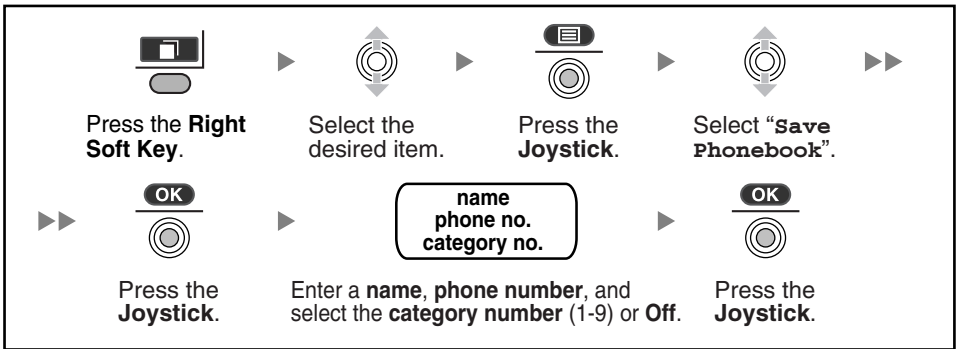 Press the Right
Soft Key.
Select the
desired item.
Press the
Joystick.
Select “Save
Phonebook”.
OK
Press the
Joystick.
name
phone no.
category no.
Enter a name, phone number, and
select the category number (1-9) or Off.
OK
Press the
Joystick.